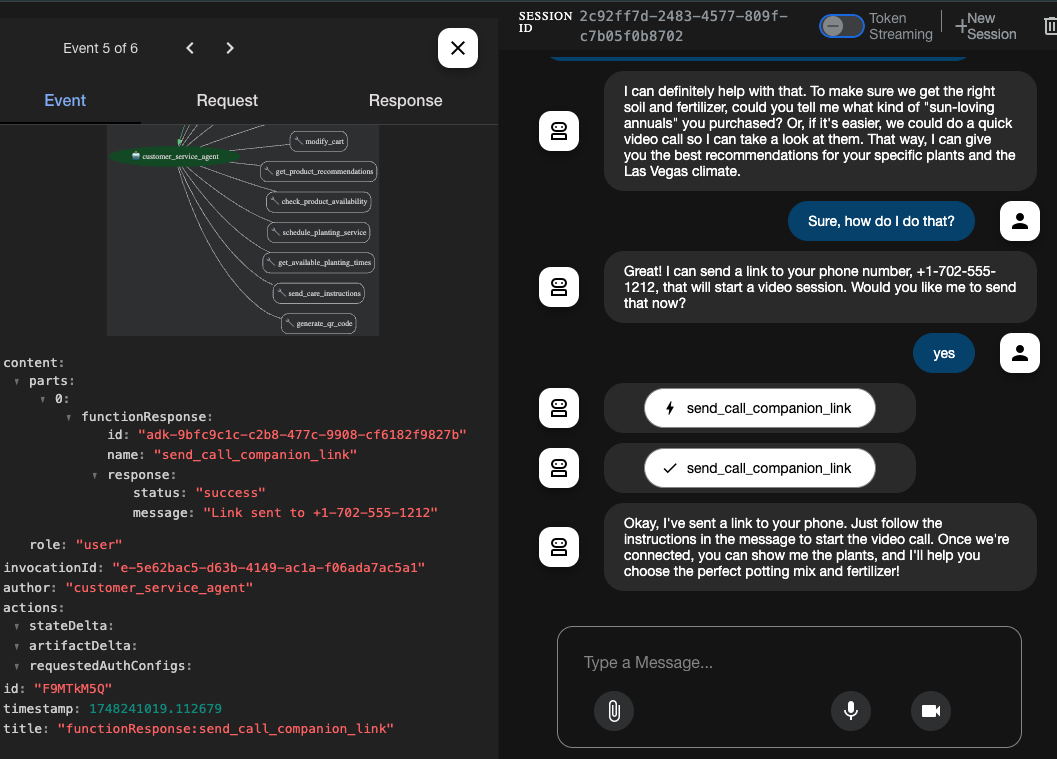 Event 5 of 6
Event
Request
Response
modify_cart
customer_service_agent
get_product_recommendations
check_product_availability
schedule_planting_service
get_available_planting_times
send_care_instructions
generate_qr_code
content:
parts:
0:
functionResponse:
id: "adk-9bfc9c1c-c2b8-477c-9908-cf6182f9827b"
name: "send_call_companion_link"
response:
status: "success"
message: "Link sent to +1-702-555-1212"
role: "user"
invocationId: "e-5e62bac5-d63b-4149-ac1a-f06ada7ac5a1"
author: "customer_service_agent"
actions:
stateDelta:
artifactDelta:
requestedAuthConfigs:
id: "F9MTkM5Q"
timestamp: 1748241019.112679
title: "functionResponse:send_call_companion_link"
SESSION ID
2c92ff7d-2483-4577-809f-
c7b05f0b8702
Token
Streaming
New
Session
I can definitely help with that. To make sure we get the right
soil and fertilizer, could you tell me what kind of "sun-loving
annuals" you purchased? Or, if it's easier, we could do a quick
video call so I can take a look at them. That way, I can give
you the best recommendations for your specific plants and the
Las Vegas climate.
Sure, how do I do that?
Great! I can send a link to your phone number, +1-702-555-
1212, that will start a video session. Would you like me to send
that now?
yes
send_call_companion_link
send_call_companion_link
Okay, I've sent a link to your phone. Just follow the
instructions in the message to start the video call. Once we're
connected, you can show me the plants, and I'll help you
choose the perfect potting mix and fertilizer!
Type a Message...